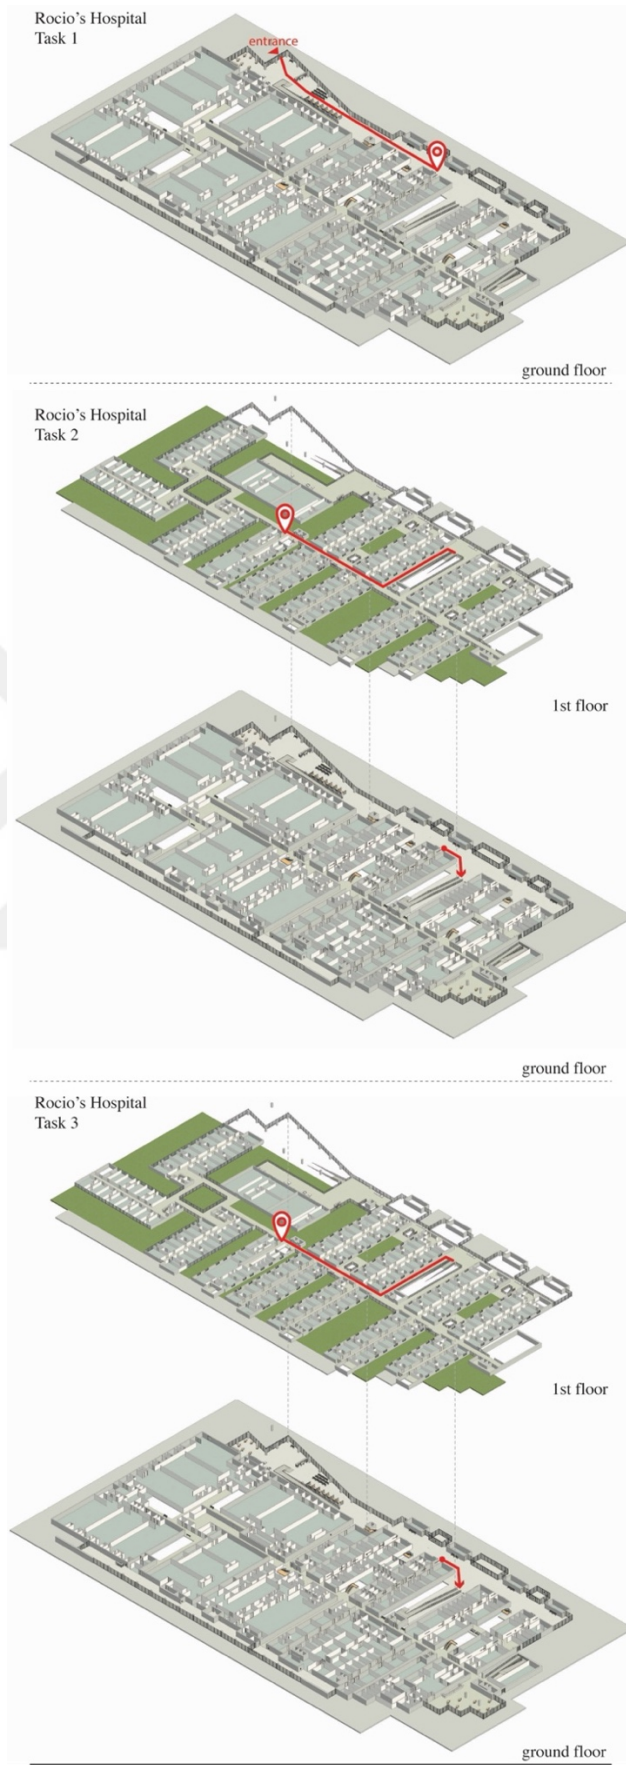 Rocio's Hospital
Task 1
entrance
ground floor
Rocio's Hospital
Task 2
1st floor
ground floor
Rocio's Hospital
Task 3
1st floor
ground floor